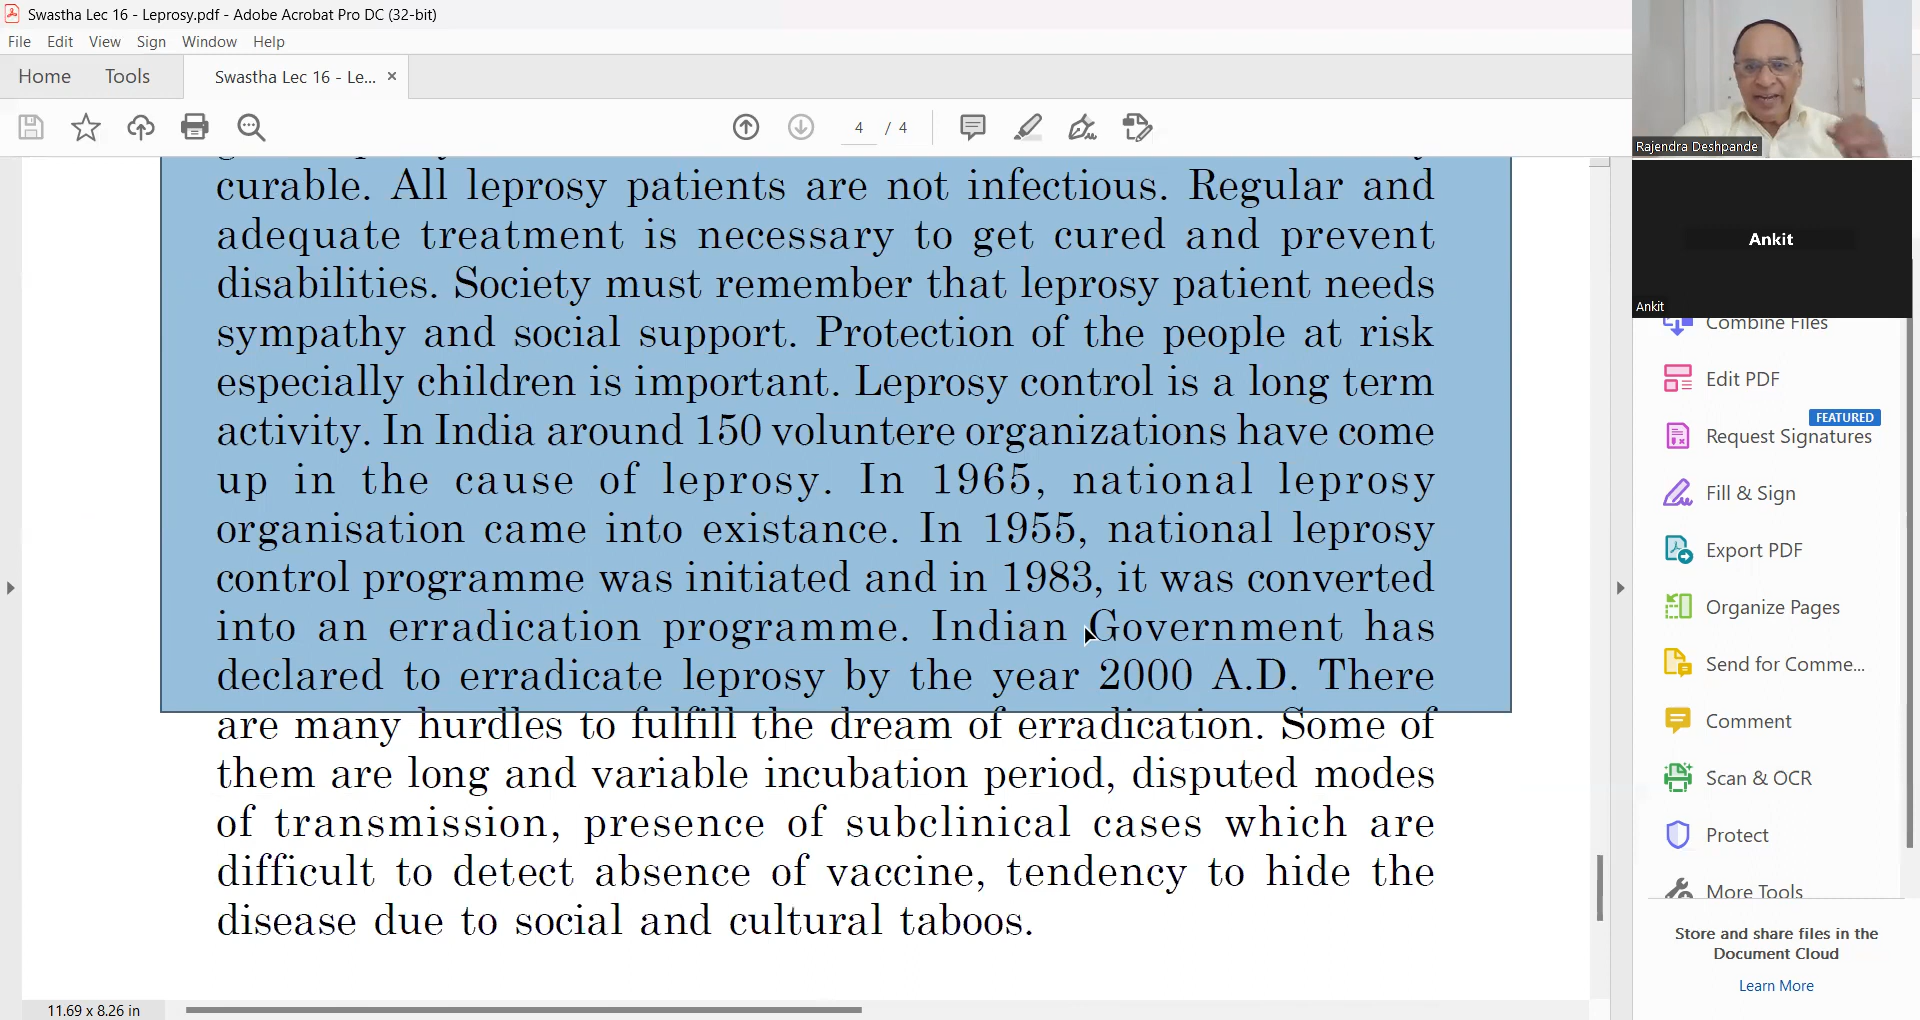 Swastha Lec 16 - Leprosy.pdf - Adobe Acrobat Pro DC (32-bit)
File Edit View Sign Window Help
Home Tools Swastha Lec 16 - Le... ×
4 / 4
curable. All leprosy patients are not infectious. Regular and
adequate treatment is necessary to get cured and prevent
disabilities. Society must remember that leprosy patient needs
sympathy and social support. Protection of the people at risk
especially children is important. Leprosy control is a long term
activity. In India around 150 voluntere organizations have come
up in the cause of leprosy. In 1965, national leprosy
organisation came into existance. In 1955, national leprosy
control programme was initiated and in 1983, it was converted
into an erradication programme. Indian Government has
declared to erradicate leprosy by the year 2000 A.D. There
are many hurdles to fulfill the dream of erradication. Some of
them are long and variable incubation period, disputed modes
of transmission, presence of subclinical cases which are
difficult to detect absence of vaccine, tendency to hide the
disease due to social and cultural taboos.
11.69 x 8.26 in
Rajendra Deshpande
Ankit
Ankit
Combine Files
Edit PDF
FEATURED
Request Signatures
Fill & Sign
Export PDF
Organize Pages
Send for Comme...
Comment
Scan & OCR
Protect
More Tools
Store and share files in the
Document Cloud
Learn More